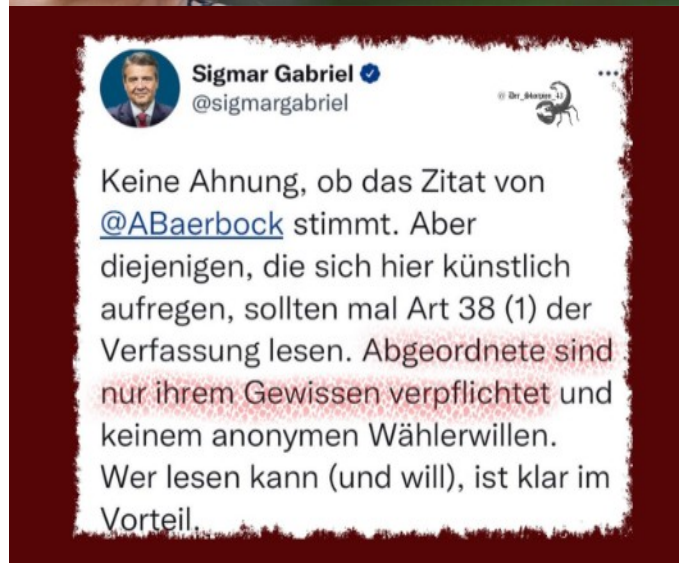 Sigmar Gabriel
@sigmargabriel
@ Der_Skorpion_43
Keine Ahnung, ob das Zitat von
@ABaerbock stimmt. Aber
diejenigen, die sich hier künstlich
aufregen, sollten mal Art 38 (1) der
Verfassung lesen. Abgeordnete sind
nur ihrem Gewissen verpflichtet und
keinem anonymen Wählerwillen.
Wer lesen kann (und will), ist klar im
Vorteil.